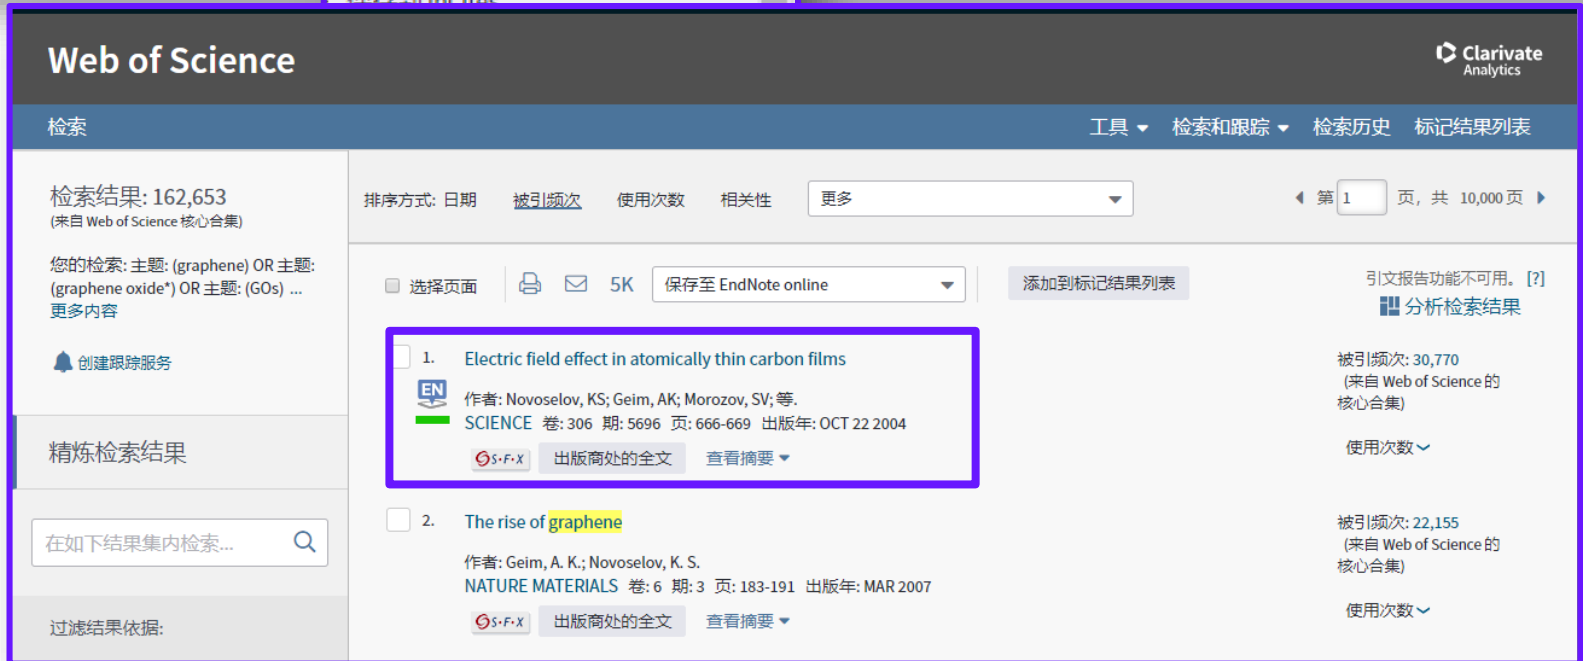 Web of Science
Clarivate
Analytics
检索
工具 检索和跟踪 检索历史 标记结果列表
检索结果: 162,653
(来自 Web of Science 核心合集)
您的检索: 主题: (graphene) OR 主题:
(graphene oxide*) OR 主题: (GOs) ...
更多内容
创建跟踪服务
精炼检索结果
在如下结果集内检索...
过滤结果依据:
排序方式: 日期 被引频次 使用次数 相关性 更多
第 1 页, 共 10,000 页
选择页面 5K 保存至 EndNote online 添加到标记结果列表
引文报告功能不可用。 [?]
分析检索结果
1. Electric field effect in atomically thin carbon films
EN
作者: Novoselov, KS; Geim, AK; Morozov, SV; 等.
SCIENCE 卷: 306 期: 5696 页: 666-669 出版年: OCT 22 2004
S·F·X 出版商处的全文 查看摘要
被引频次: 30,770
(来自 Web of Science 的
核心合集)
使用次数
2. The rise of graphene
作者: Geim, A. K.; Novoselov, K. S.
NATURE MATERIALS 卷: 6 期: 3 页: 183-191 出版年: MAR 2007
S·F·X 出版商处的全文 查看摘要
被引频次: 22,155
(来自 Web of Science 的
核心合集)
使用次数